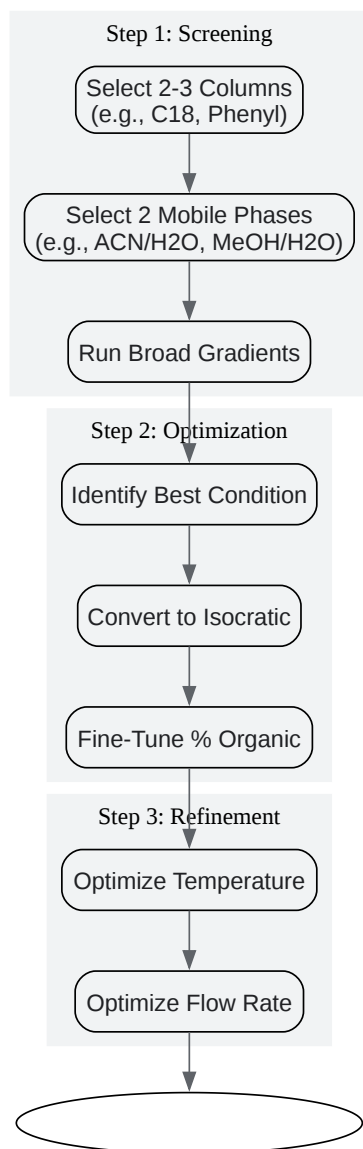 Step 1: Screening
Select 2-3 Columns
(e.g., C18, Phenyl)
Select 2 Mobile Phases
(e.g., ACN/H2O, MeOH/H2O)
Run Broad Gradients
Step 2: Optimization
Identify Best Condition
Convert to Isocratic
Fine-Tune % Organic
Step 3: Refinement
Optimize Temperature
Optimize Flow Rate